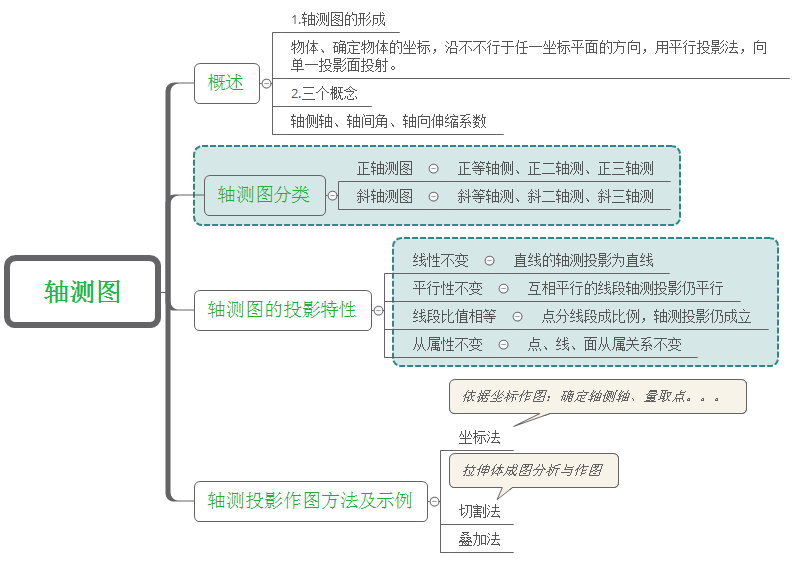 轴测图
概述
1.轴测图的形成
物体、确定物体的坐标，沿不不行于任一坐标平面的方向，用平行投影法，向
单一投影面投射。
2.三个概念
轴侧轴、轴间角、轴向伸缩系数
轴测图分类
正轴测图 正等轴侧、正二轴测、正三轴测
斜轴测图 斜等轴测、斜二轴测、斜三轴测
轴测图的投影特性
线性不变 直线的轴测投影为直线
平行性不变 互相平行的线段轴测投影仍平行
线段比值相等 点分线段成比例，轴测投影仍成立
从属性不变 点、线、面从属关系不变
轴测投影作图方法及示例
依据坐标作图：确定轴侧轴、量取点。。。
坐标法
拉伸体成图分析与作图
切割法
叠加法